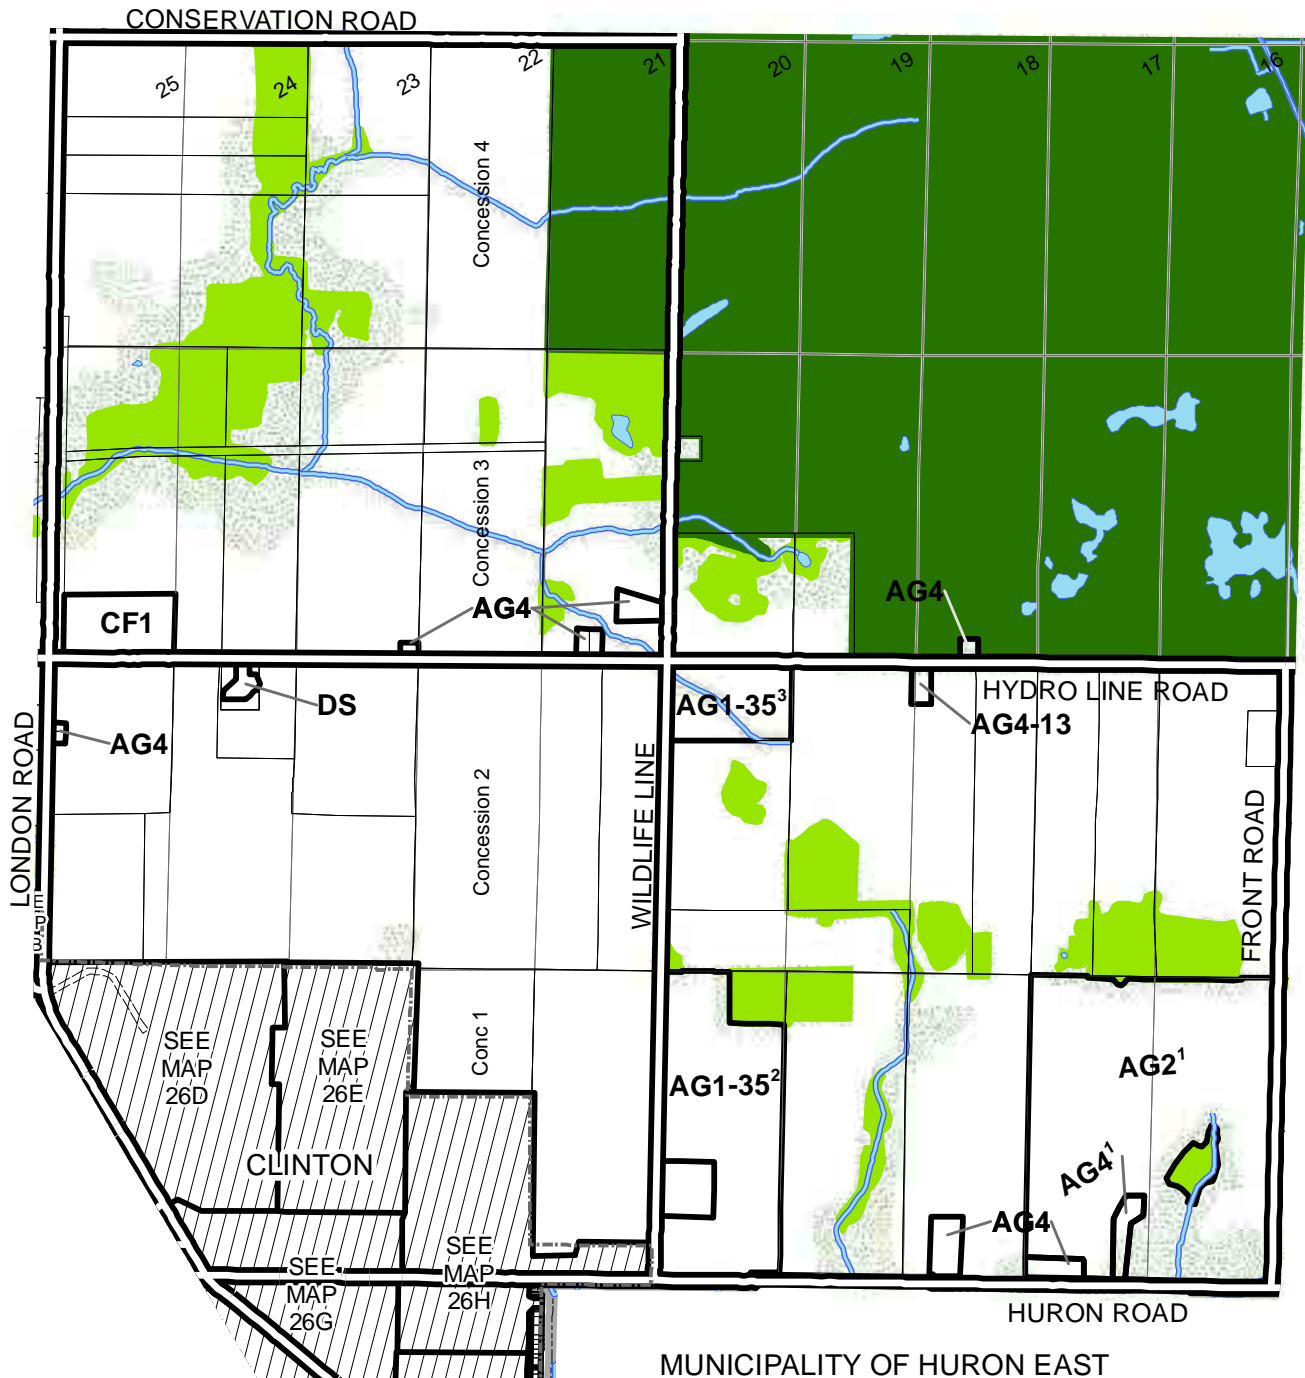 CONSERVATION ROAD
25
24
23
22
21
20
19
18
17
16
Concession 4
Concession 3
CF1
AG4
AG4
DS
AG4
AG1-35³
HYDRO LINE ROAD
AG4-13
LONDON ROAD
Concession 2
WILDLIFE LINE
FRONT ROAD
Conc 1
SEE
MAP
26D
SEE
MAP
26E
CLINTON
AG1-35²
AG2¹
AG4¹
AG4
SEE
MAP
26G
SEE
MAP
26H
HURON ROAD
MUNICIPALITY OF HURON EAST